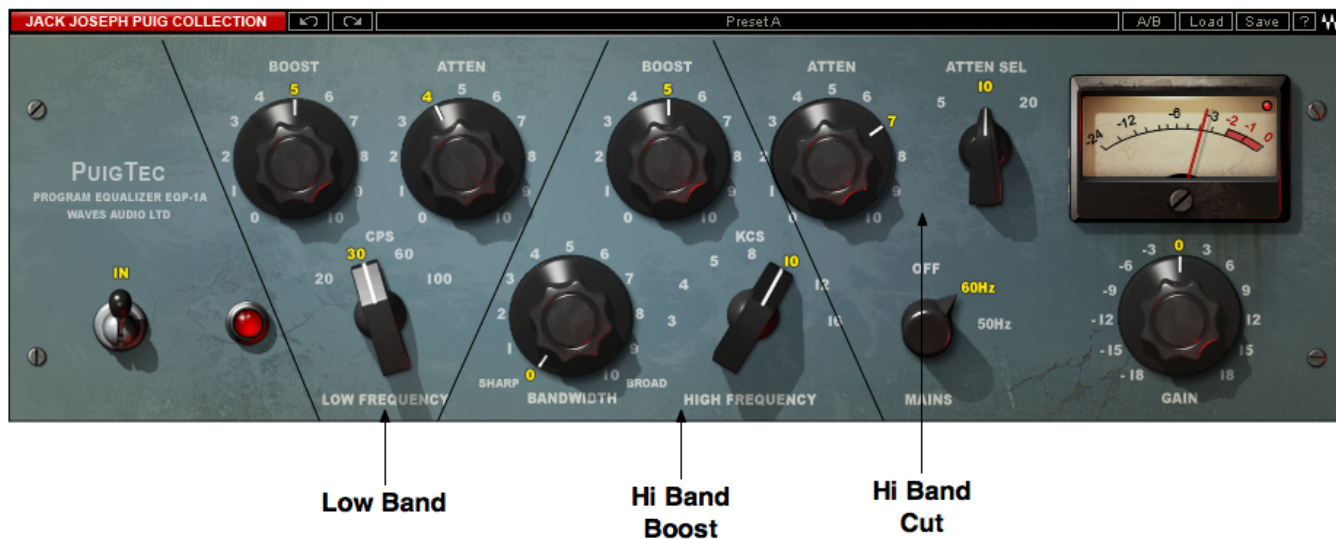 JACK JOSEPH PUIG COLLECTION
Preset A
A/B Load Save ?
BOOST
0 1 2 3 4 5 6 7 8 9 10
ATTEN
0 1 2 3 4 5 6 7 8 9 10
BOOST
0 1 2 3 4 5 6 7 8 9 10
ATTEN
0 1 2 3 4 5 6 7 8 9 10
ATTEN SEL
5 10 20
-24 -12 -6 -3 -2 -1 0
PUIGTEC
PROGRAM EQUALIZER EQP-1A
WAVES AUDIO LTD
IN
CPS
20 30 60 100
LOW FREQUENCY
0 1 2 3 4 5 6 7 8 9 10
SHARP BROAD
BANDWIDTH
KCS
3 4 5 8 10 12 16
HIGH FREQUENCY
OFF
60Hz
50Hz
MAINS
-18 -15 -12 -9 -6 -3 0 3 6 9 12 15 18
GAIN
Low Band
Hi Band
Boost
Hi Band
Cut